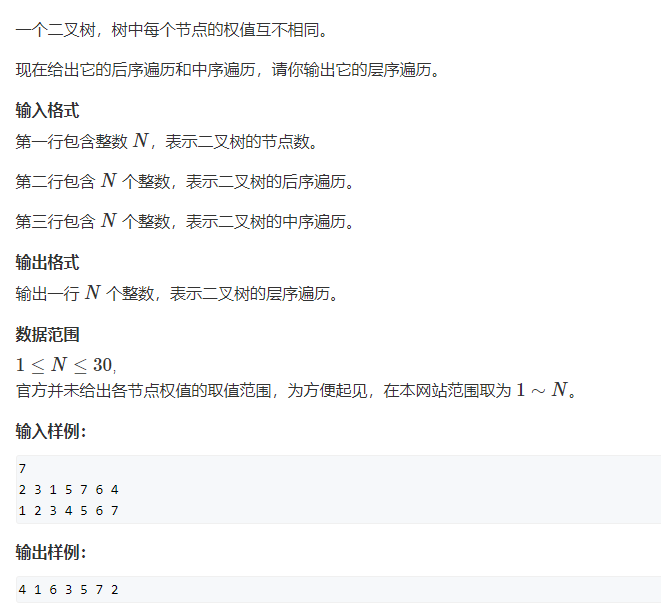 一个二叉树，树中每个节点的权值互不相同。
现在给出它的后序遍历和中序遍历，请你输出它的层序遍历。
输入格式
第一行包含整数 N，表示二叉树的节点数。
第二行包含 N 个整数，表示二叉树的后序遍历。
第三行包含 N 个整数，表示二叉树的中序遍历。
输出格式
输出一行 N 个整数，表示二叉树的层序遍历。
数据范围
1 ≤ N ≤ 30,
官方并未给出各节点权值的取值范围，为方便起见，在本网站范围取为 1 ∼ N。
输入样例：
7
2 3 1 5 7 6 4
1 2 3 4 5 6 7
输出样例：
4 1 6 3 5 7 2